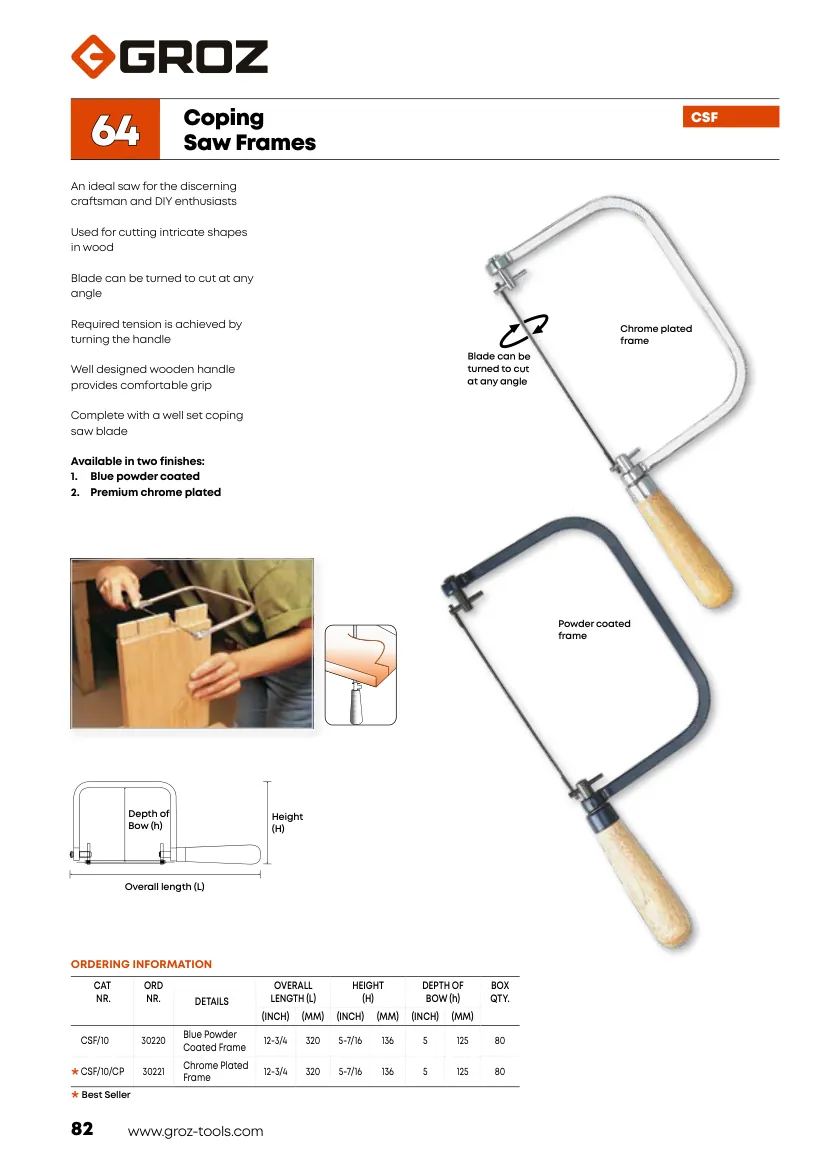 GROZ
64
Coping
Saw Frames
CSF
An ideal saw for the discerning
craftsman and DIY enthusiasts
Used for cutting intricate shapes
in wood
Blade can be turned to cut at any
angle
Required tension is achieved by
turning the handle
Well designed wooden handle
provides comfortable grip
Complete with a well set coping
saw blade
Available in two finishes:
1. Blue powder coated
2. Premium chrome plated
Chrome plated
frame
Blade can be
turned to cut
at any angle
Powder coated
frame
Depth of
Bow (h)
Height
(H)
Overall length (L)
ORDERING INFORMATION
CAT NR. ORD NR. DETAILS OVERALL LENGTH (L) HEIGHT (H) DEPTH OF BOW (h) BOX QTY.
(INCH) (MM) (INCH) (MM) (INCH) (MM)
CSF/10 30220 Blue Powder Coated Frame 12-3/4 320 5-7/16 136 5 125 80
* CSF/10/CP 30221 Chrome Plated Frame 12-3/4 320 5-7/16 136 5 125 80
* Best Seller
82 www.groz-tools.com